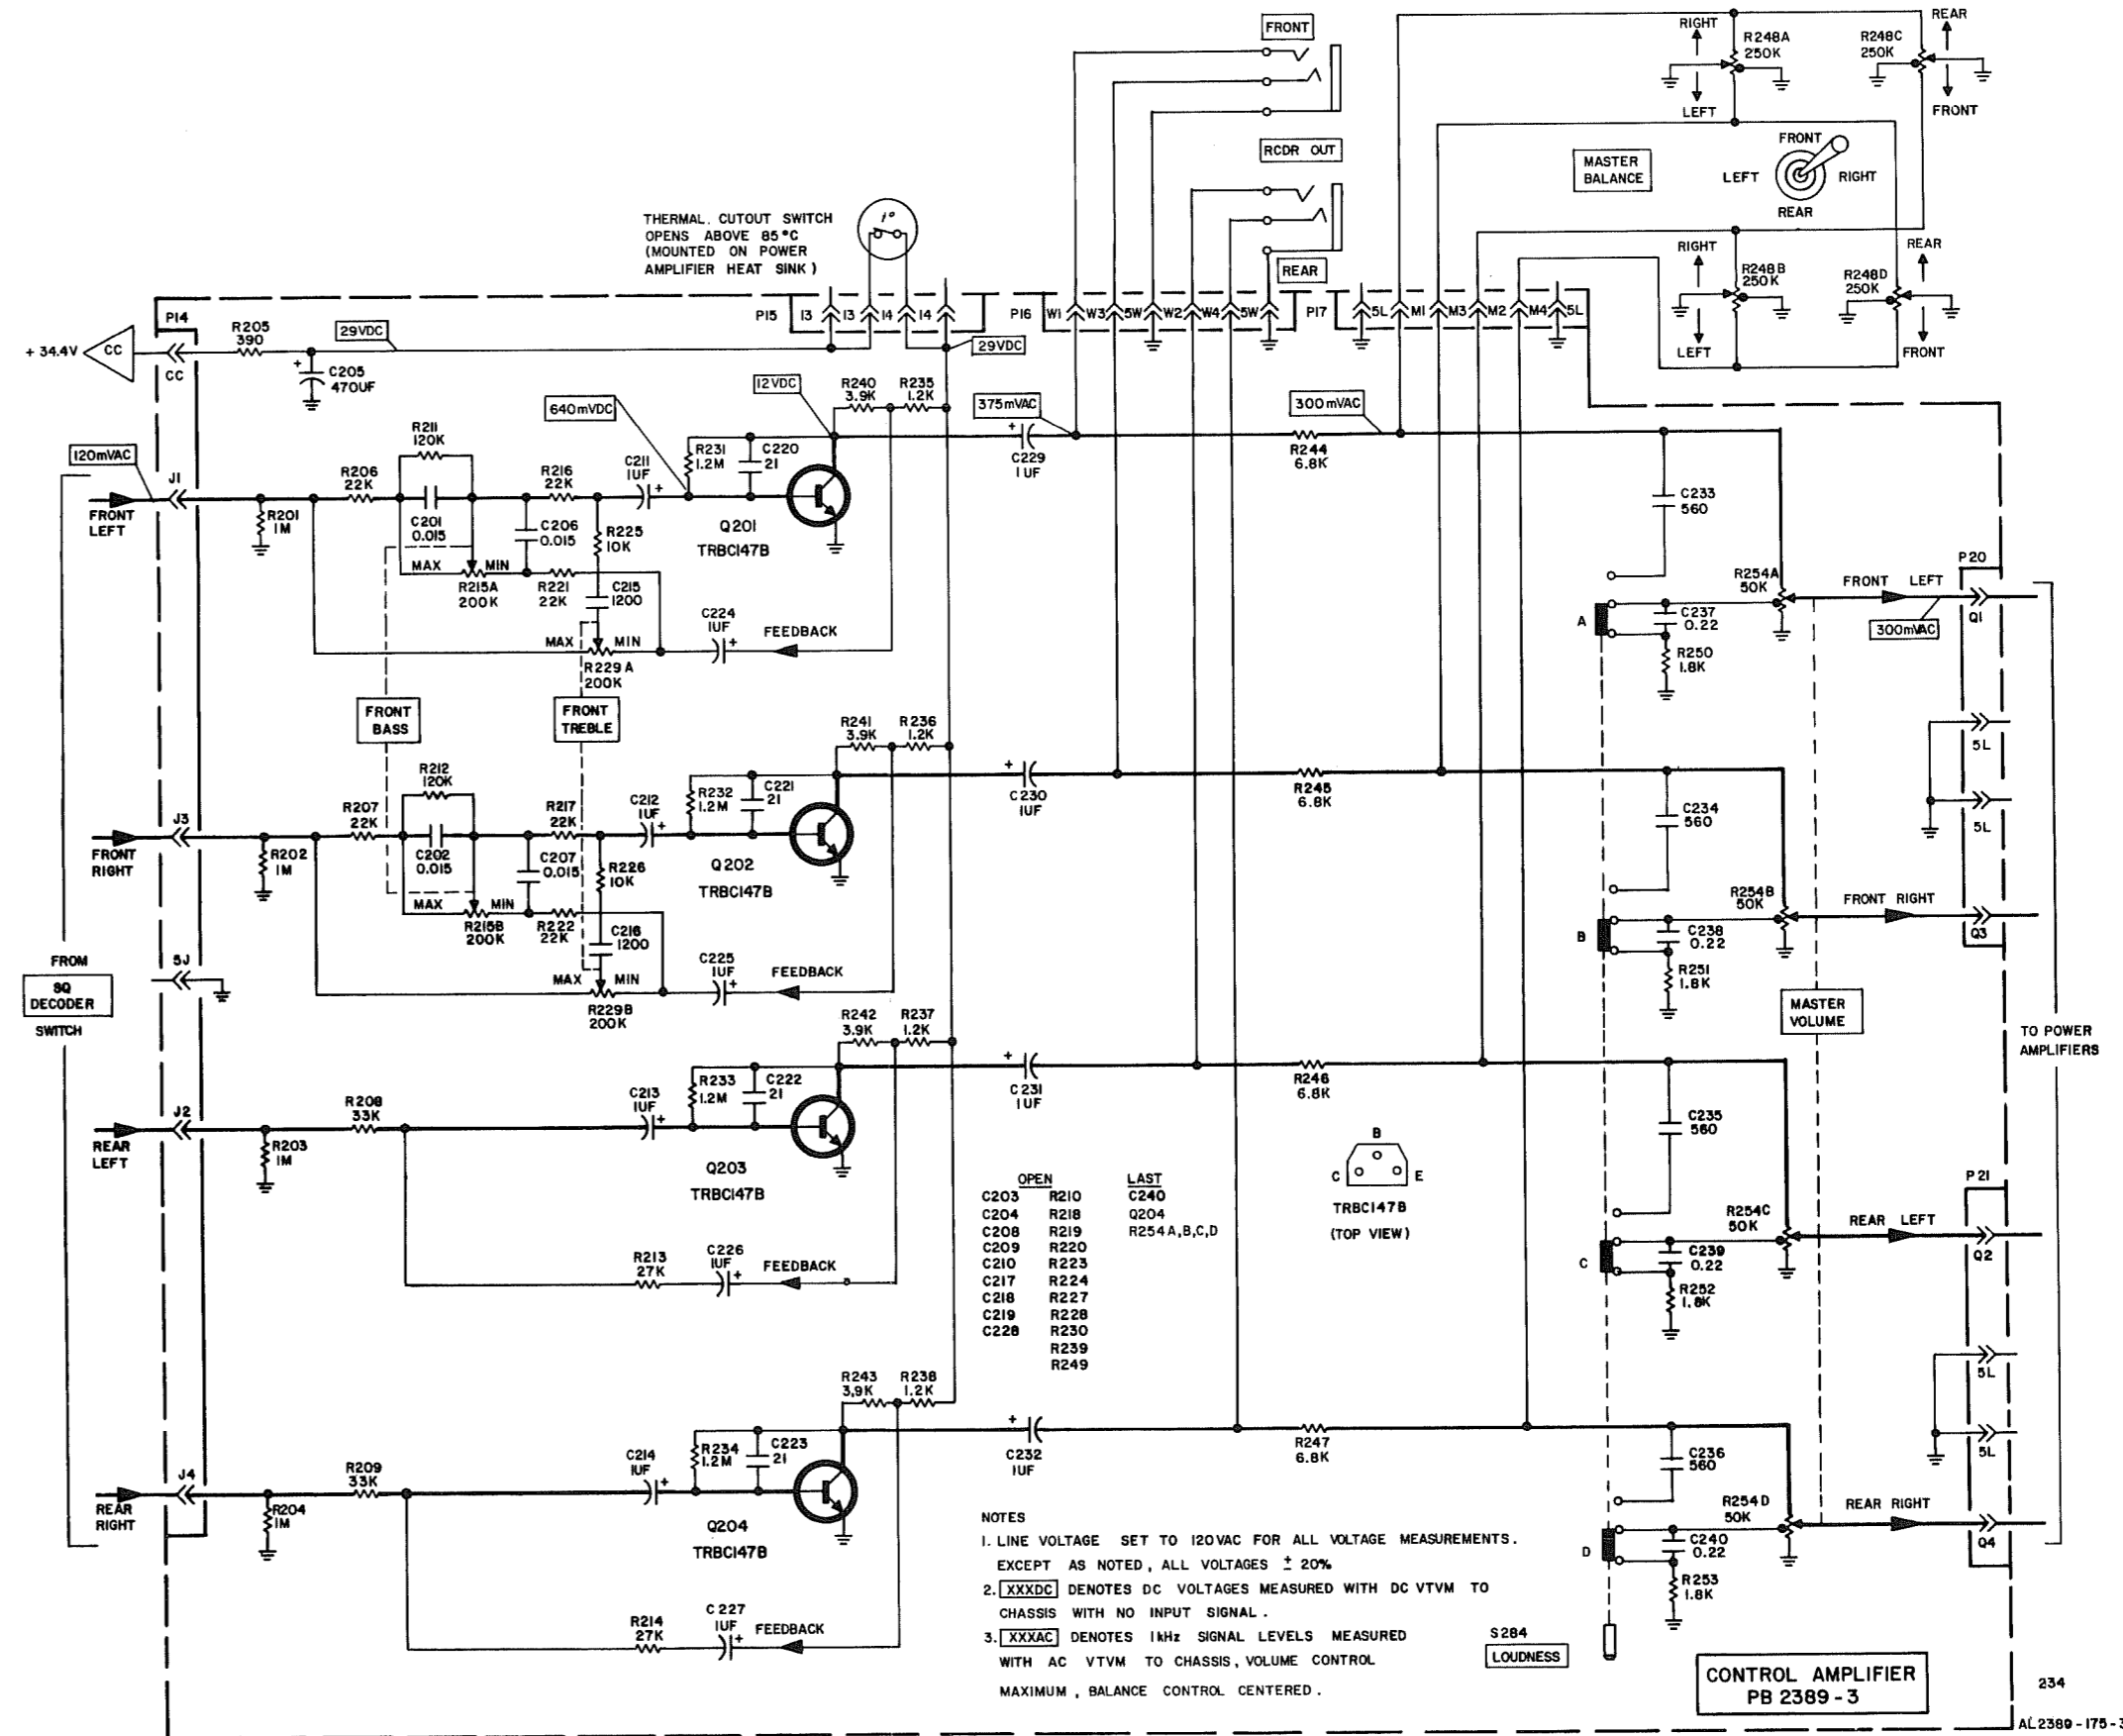 FRONT
RIGHT
R248A
250K
LEFT
R248C
250K
REAR
FRONT
RCDR OUT
MASTER
BALANCE
FRONT
LEFT
RIGHT
REAR
THERMAL. CUTOUT SWITCH
OPENS ABOVE 85°C
(MOUNTED ON POWER
AMPLIFIER HEAT SINK)
1°
REAR
RIGHT
R248B
250K
LEFT
R248D
250K
REAR
FRONT
P14
P15
13
13
14
14
P16
W1
W3
5W
W2
W4
5W
P17
5L
M1
M3
M2
M4
5L
+ 34.4V
CC
CC
R205
390
29VDC
C205
470UF
+
29VDC
12VDC
R240
3.9K
R235
1.2K
640mVDC
375mVAC
300mVAC
120mVAC
J1
FRONT
LEFT
R201
1M
R206
22K
R211
120K
C201
0.015
MAX
MIN
R215A
200K
R216
22K
C206
0.015
R221
22K
C211
1UF
+
R225
10K
C215
1200
R231
1.2M
C220
21
Q201
TRBC147B
C229
1UF
+
R244
6.8K
C233
560
MAX
MIN
R229A
200K
C224
1UF
+
FEEDBACK
A
C237
0.22
R250
1.8K
R254A
50K
FRONT LEFT
300mVAC
P20
Q1
5L
5L
FRONT
BASS
FRONT
TREBLE
R241
3.9K
R236
1.2K
J3
FRONT
RIGHT
R202
1M
R207
22K
R212
120K
C202
0.015
MAX
MIN
R215B
200K
R217
22K
C207
0.015
R222
22K
C212
1UF
+
R226
10K
C216
1200
R232
1.2M
C221
21
Q202
TRBC147B
C230
1UF
+
R245
6.8K
C234
560
MAX
MIN
R229B
200K
C225
1UF
+
FEEDBACK
B
C238
0.22
R251
1.8K
R254B
50K
FRONT RIGHT
Q3
FROM
SQ
DECODER
SWITCH
5J
MASTER
VOLUME
TO POWER
AMPLIFIERS
R242
3.9K
R237
1.2K
J2
REAR
LEFT
R203
1M
R208
33K
C213
1UF
+
R233
1.2M
C222
21
Q203
TRBC147B
C231
1UF
+
R246
6.8K
C235
560
R213
27K
C226
1UF
+
FEEDBACK
B
C
E
TRBC147B
(TOP VIEW)
OPEN
LAST
C203 R210 C240
C204 R218 Q204
C208 R219 R254A,B,C,D
C209 R220
C210 R223
C217 R224
C218 R227
C219 R228
C228 R230
R239
R249
C
C239
0.22
R252
1.8K
R254C
50K
REAR LEFT
P21
Q2
5L
5L
R243
3,9K
R238
1.2K
J4
REAR
RIGHT
R204
1M
R209
33K
C214
1UF
+
R234
1.2M
C223
21
Q204
TRBC147B
C232
1UF
+
R247
6.8K
C236
560
R214
27K
C227
1UF
+
FEEDBACK
D
C240
0.22
R253
1.8K
R254D
50K
REAR RIGHT
Q4
NOTES
1. LINE VOLTAGE SET TO 120VAC FOR ALL VOLTAGE MEASUREMENTS.
EXCEPT AS NOTED, ALL VOLTAGES ± 20%
2. XXXDC DENOTES DC VOLTAGES MEASURED WITH DC VTVM TO
CHASSIS WITH NO INPUT SIGNAL.
3. XXXAC DENOTES 1kHz SIGNAL LEVELS MEASURED
WITH AC VTVM TO CHASSIS, VOLUME CONTROL
MAXIMUM, BALANCE CONTROL CENTERED.
S284
LOUDNESS
CONTROL AMPLIFIER
PB 2389-3
234
AL2389-175-3